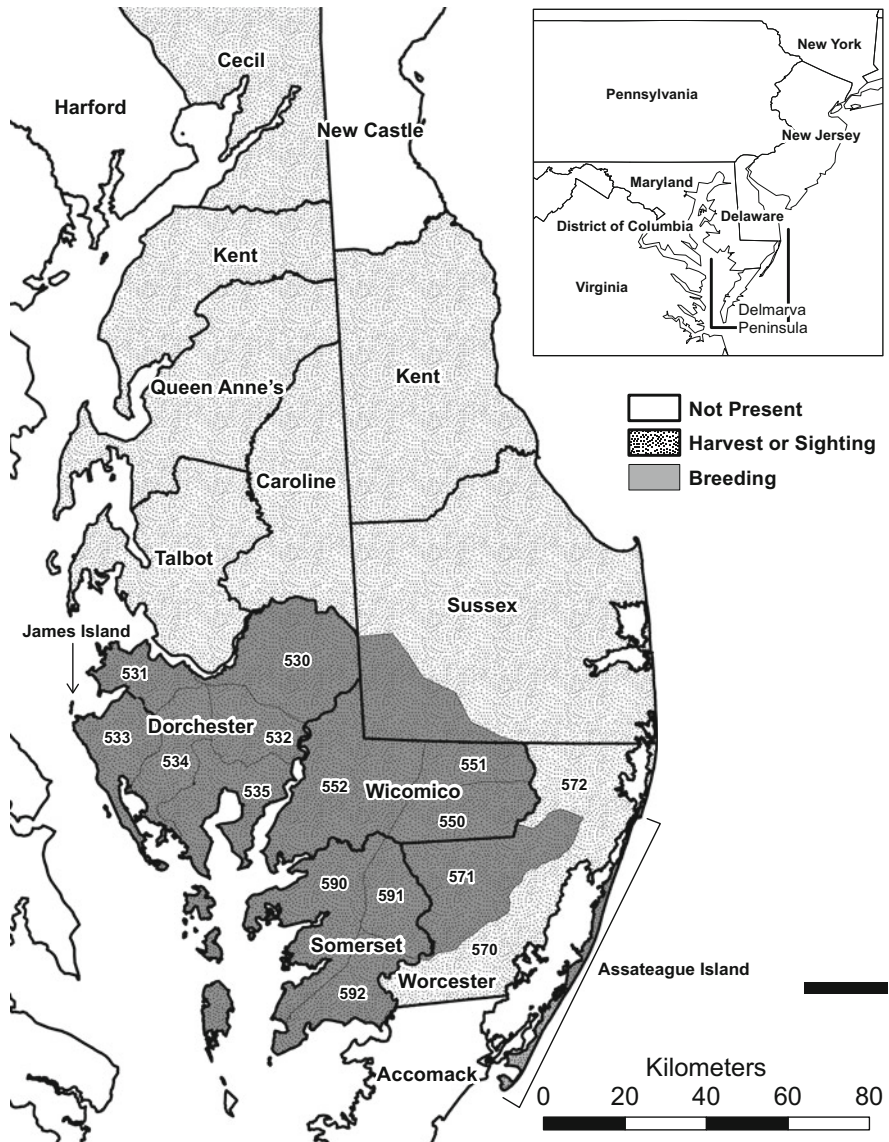 Cecil
Harford
New Castle
Kent
Queen Anne's
Kent
Caroline
Talbot
Sussex
James Island
530
531
Dorchester
533
532
534
535
551
572
552
Wicomico
550
590
591
571
Somerset
570
592
Worcester
Assateague Island
Accomack
New York
Pennsylvania
New Jersey
Maryland
Delaware
District of Columbia
Virginia
Delmarva
Peninsula
Not Present
Harvest or Sighting
Breeding
Kilometers
0 20 40 60 80